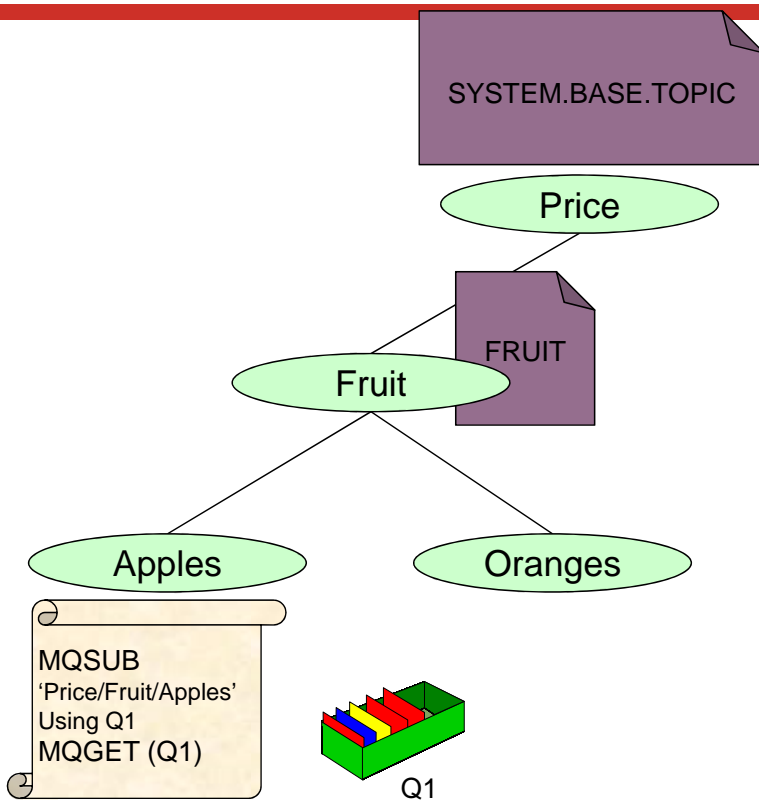 SYSTEM.BASE.TOPIC
Price
FRUIT
Fruit
Apples
Oranges
MQSUB
‘Price/Fruit/Apples’
Using Q1
MQGET (Q1)
Q1